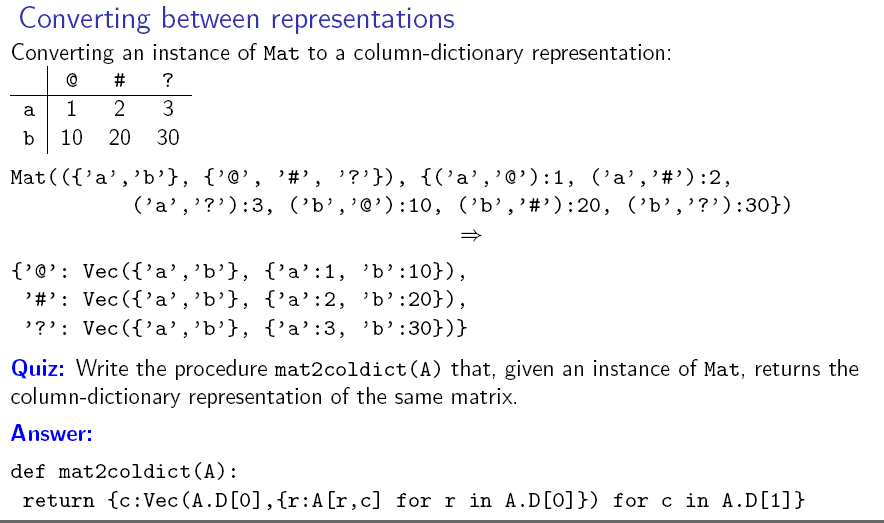 Converting between representations
Converting an instance of Mat to a column-dictionary representation:
@ # ?
a 1 2 3
b 10 20 30
Mat(({'a','b'}, {'@', '#', '?'}), {('a','@'):1, ('a','#'):2,
('a','?'):3, ('b','@'):10, ('b','#'):20, ('b','?'):30})
⇒
{'@': Vec({'a','b'}, {'a':1, 'b':10}),
'#': Vec({'a','b'}, {'a':2, 'b':20}),
'?': Vec({'a','b'}, {'a':3, 'b':30})}
Quiz: Write the procedure mat2coldict(A) that, given an instance of Mat, returns the
column-dictionary representation of the same matrix.
Answer:
def mat2coldict(A):
return {c:Vec(A.D[0],{r:A[r,c] for r in A.D[0]}) for c in A.D[1]}